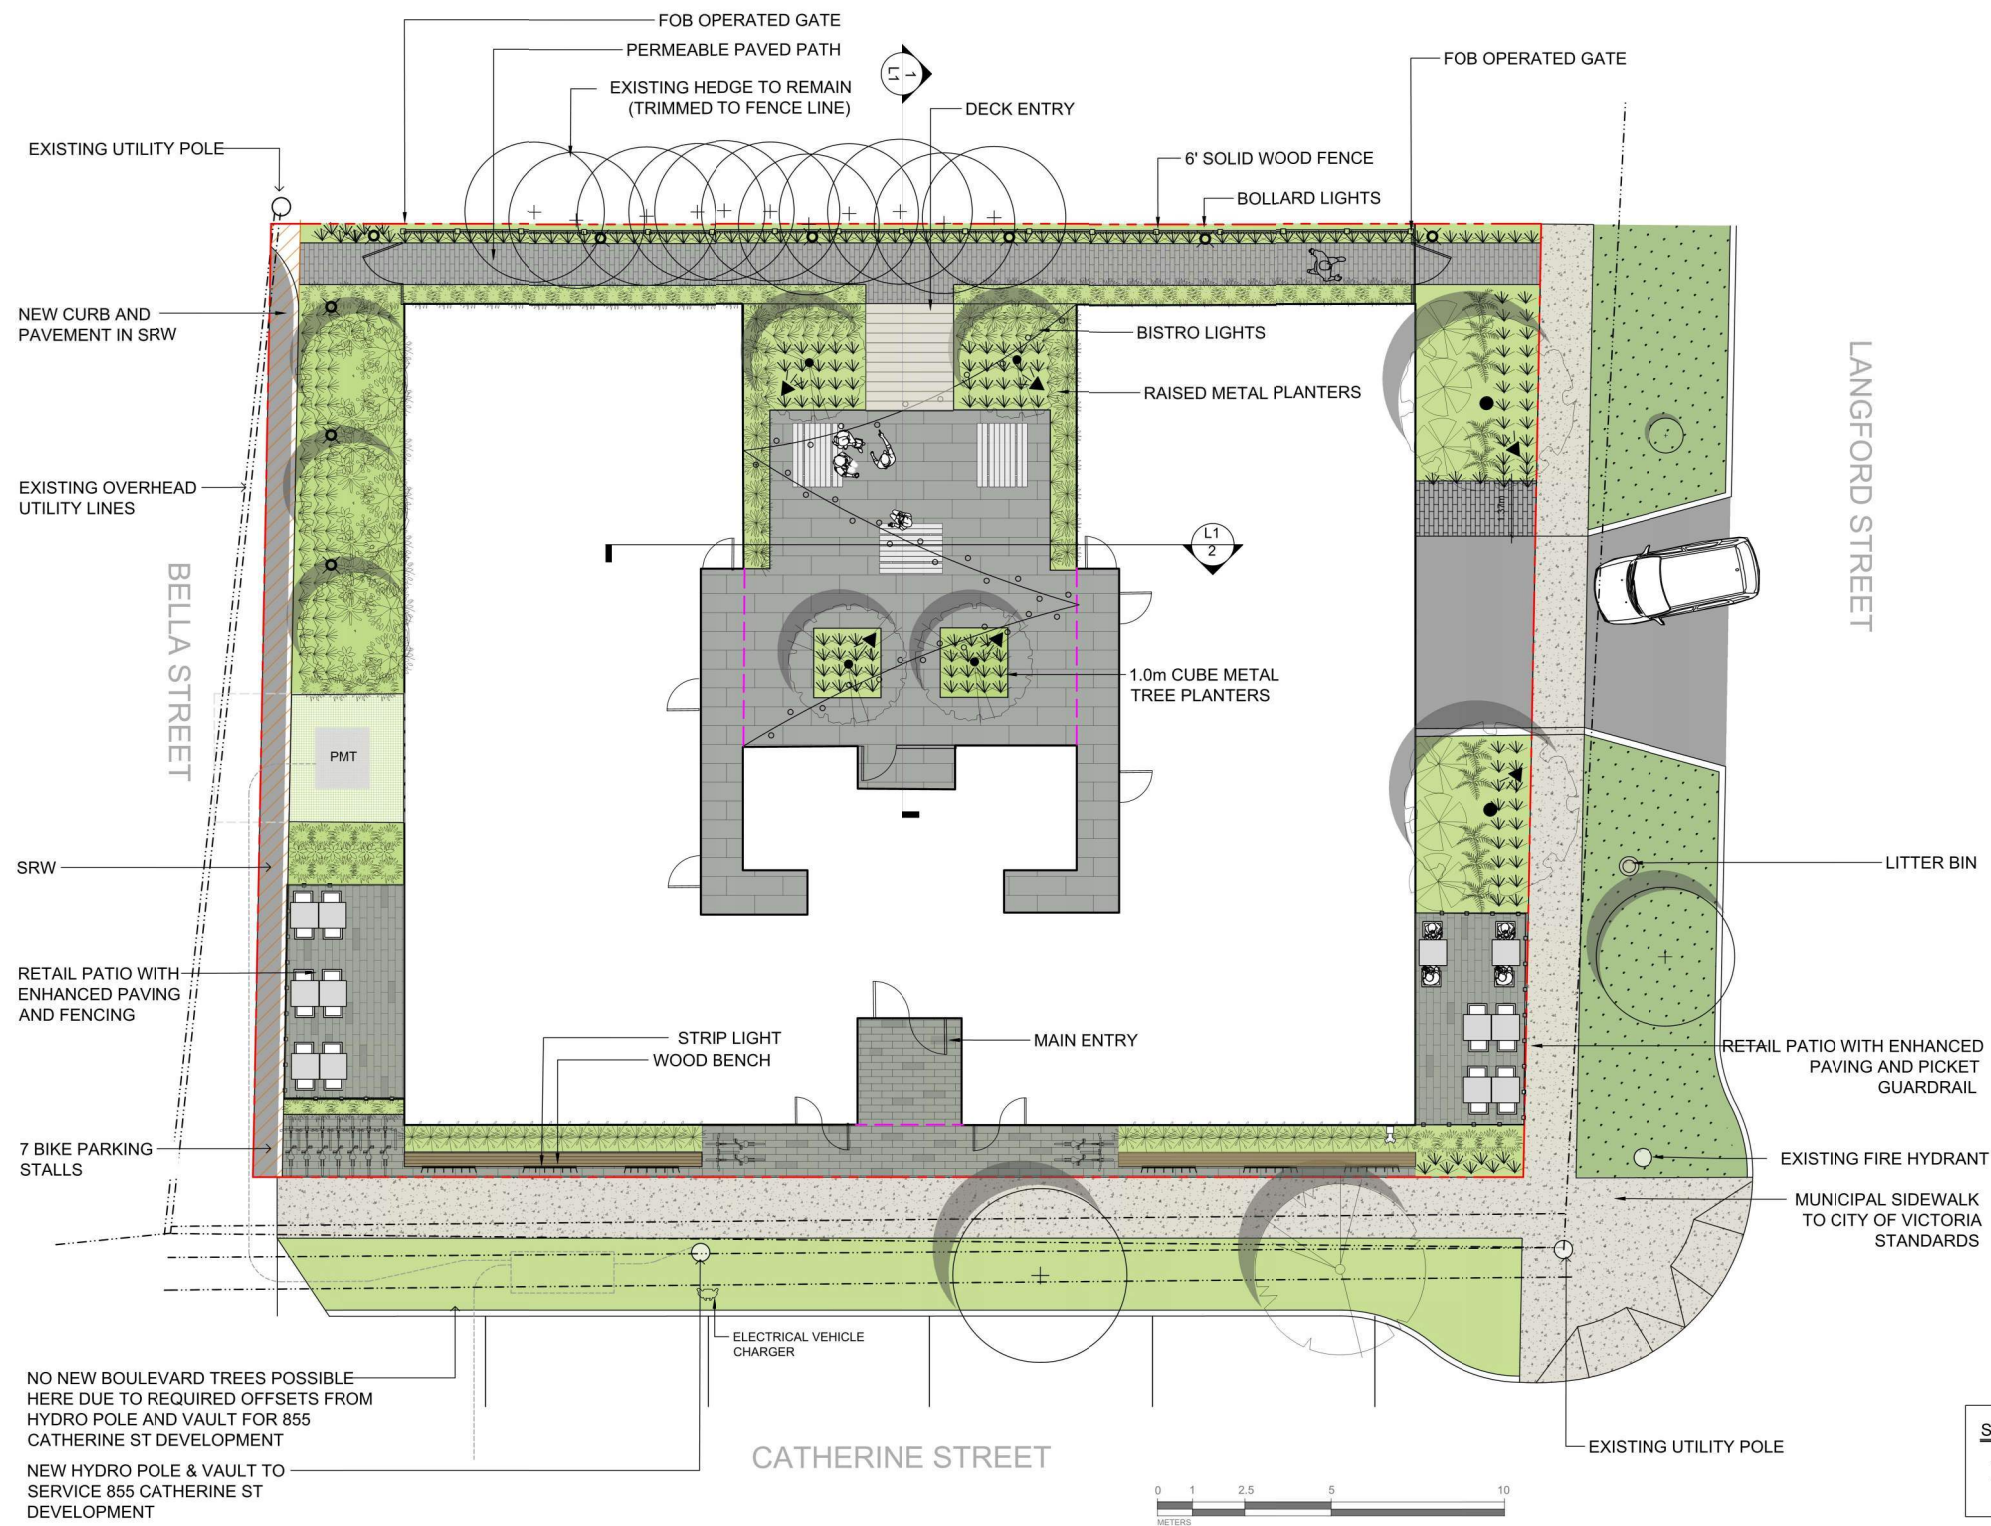 FOB OPERATED GATE
PERMEABLE PAVED PATH
EXISTING HEDGE TO REMAIN
(TRIMMED TO FENCE LINE)
1
L1
DECK ENTRY
FOB OPERATED GATE
EXISTING UTILITY POLE
6' SOLID WOOD FENCE
BOLLARD LIGHTS
NEW CURB AND
PAVEMENT IN SRW
BISTRO LIGHTS
RAISED METAL PLANTERS
LANGFORD STREET
EXISTING OVERHEAD
UTILITY LINES
1.37m
L1
2
BELLA STREET
1.0m CUBE METAL
TREE PLANTERS
PMT
SRW
LITTER BIN
RETAIL PATIO WITH
ENHANCED PAVING
AND FENCING
STRIP LIGHT
WOOD BENCH
MAIN ENTRY
RETAIL PATIO WITH ENHANCED
PAVING AND PICKET
GUARDRAIL
7 BIKE PARKING
STALLS
EXISTING FIRE HYDRANT
MUNICIPAL SIDEWALK
TO CITY OF VICTORIA
STANDARDS
ELECTRICAL VEHICLE
CHARGER
NO NEW BOULEVARD TREES POSSIBLE
HERE DUE TO REQUIRED OFFSETS FROM
HYDRO POLE AND VAULT FOR 855
CATHERINE ST DEVELOPMENT
CATHERINE STREET
EXISTING UTILITY POLE
NEW HYDRO POLE & VAULT TO
SERVICE 855 CATHERINE ST
DEVELOPMENT
0 1 2.5 5 10
METERS